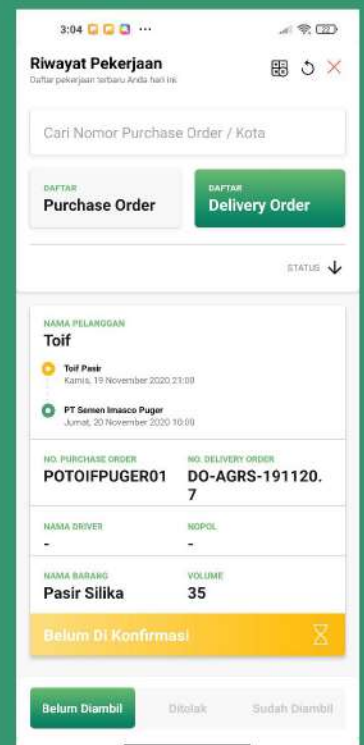 3:04
22
Riwayat Pekerjaan
Daftar pekerjaan terbaru Anda hari ini
Cari Nomor Purchase Order / Kota
DAFTAR
Purchase Order
DAFTAR
Delivery Order
STATUS
NAMA PELANGGAN
Toif
Toif Pasir
Kamis, 19 November 2020 21:00
PT Semen Imasco Puger
Jumat, 20 November 2020 10:00
NO. PURCHASE ORDER
POTOIFPUGER01
NO. DELIVERY ORDER
DO-AGRS-191120.
7
NAMA DRIVER
-
NOPOL
-
NAMA BARANG
Pasir Silika
VOLUME
35
Belum Di Konfirmasi
Belum Diambil
Ditolak
Sudah Diambil